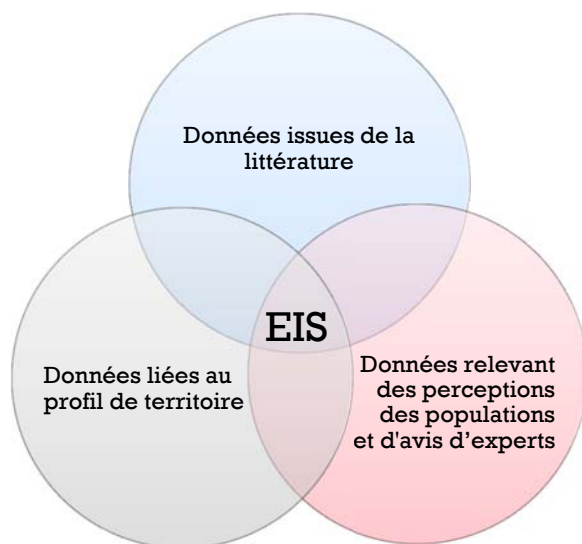 Données issues de la
littérature
EIS
Données liées au
profil de territoire
Données relevant
des perceptions
des populations
et d'avis d’experts